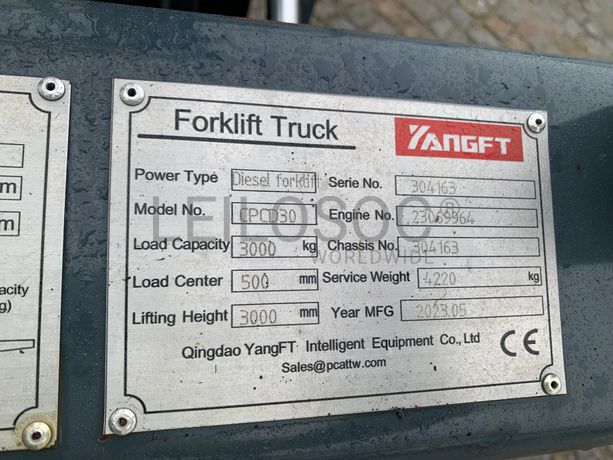 Forklift Truck
YANGFT
Power Type Diesel forklift Serie No. 304163
Model No. CPCD30 Engine No. 23069964
Load Capacity 3000 kg Chassis No. 304163
Load Center 500 mm Service Weight 4220 kg
Lifting Height 3000 mm Year MFG 2023.05
Qingdao YangFT Intelligent Equipment Co., Ltd
Sales@pcattw.com
CE
LEILOSOC®
WORLDWIDE
m
m
acity
g)